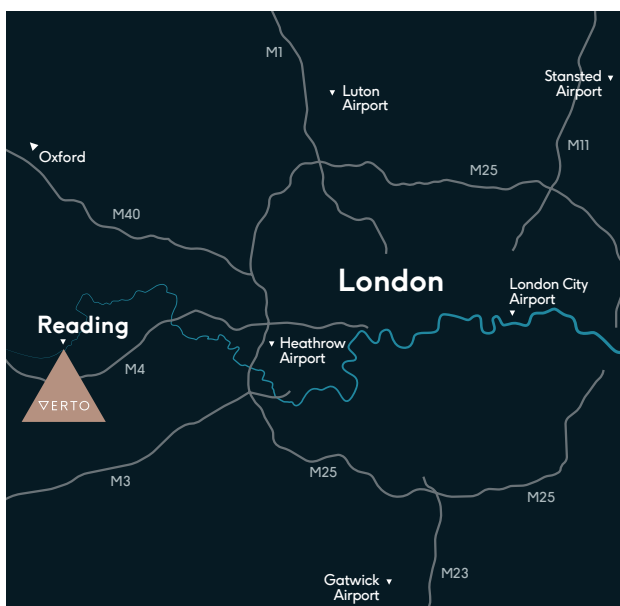 M1
Stansted
Airport
Luton
Airport
M11
Oxford
M25
M40
London
London City
Airport
Reading
Heathrow
Airport
M4
VERTO
M3
M25
M25
M23
Gatwick
Airport